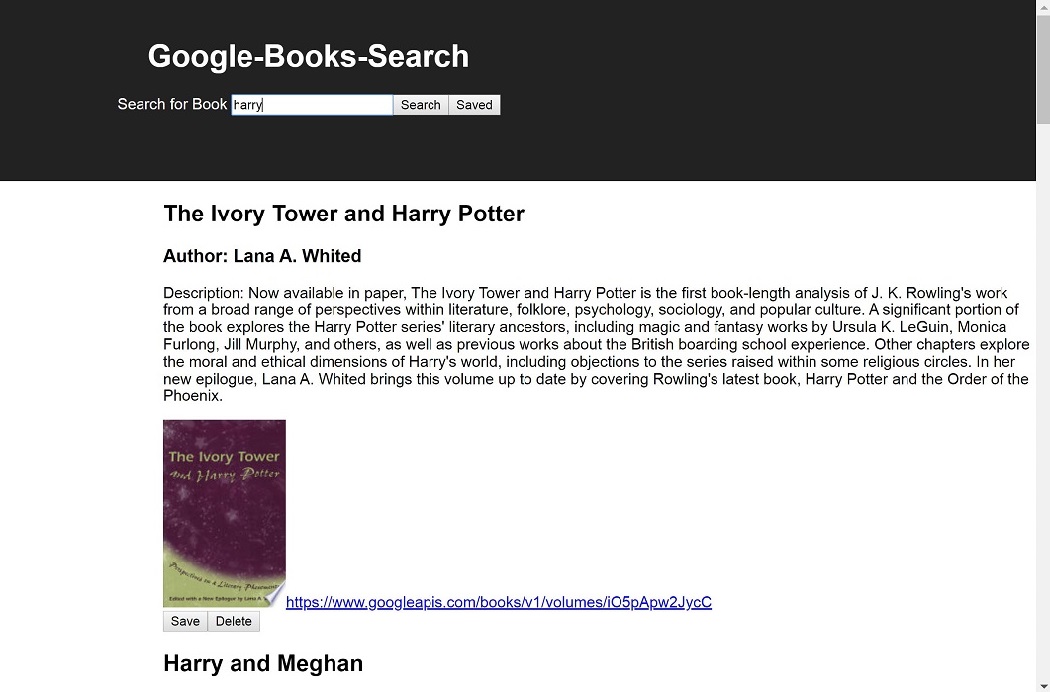 Google-Books-Search
Search for Book harry Search Saved
The Ivory Tower and Harry Potter
Author: Lana A. Whited
Description: Now available in paper, The Ivory Tower and Harry Potter is the first book-length analysis of J. K. Rowling's work
from a broad range of perspectives within literature, folklore, psychology, sociology, and popular culture. A significant portion of
the book explores the Harry Potter series' literary ancestors, including magic and fantasy works by Ursula K. LeGuin, Monica
Furlong, Jill Murphy, and others, as well as previous works about the British boarding school experience. Other chapters explore
the moral and ethical dimensions of Harry's world, including objections to the series raised within some religious circles. In her
new epilogue, Lana A. Whited brings this volume up to date by covering Rowling's latest book, Harry Potter and the Order of the
Phoenix.
The Ivory Tower
and Harry Potter
Perspectives on a Literary Phenomenon
Edited with a New Epilogue by Lana A.
https://www.googleapis.com/books/v1/volumes/iO5pApw2JycC
Save Delete
Harry and Meghan